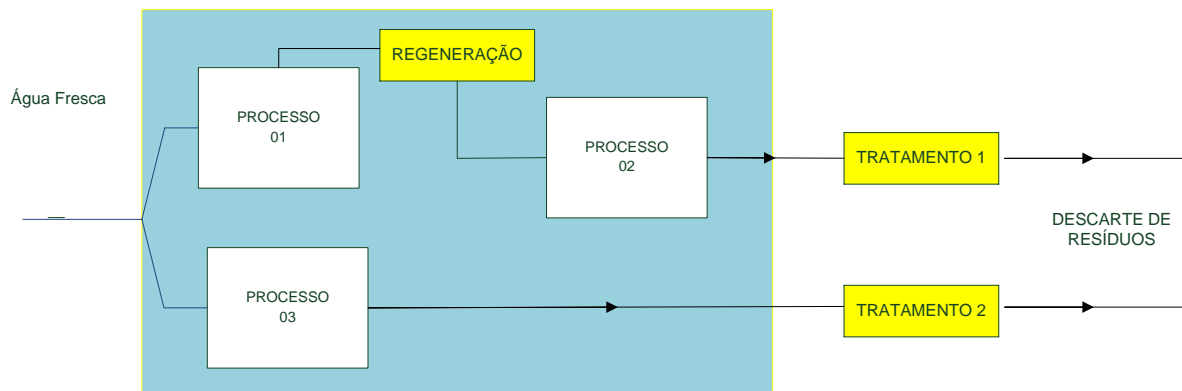 REGENERAÇÃO
Água Fresca
PROCESSO
01
PROCESSO
02
TRATAMENTO 1
DESCARTE DE
RESÍDUOS
PROCESSO
03
TRATAMENTO 2